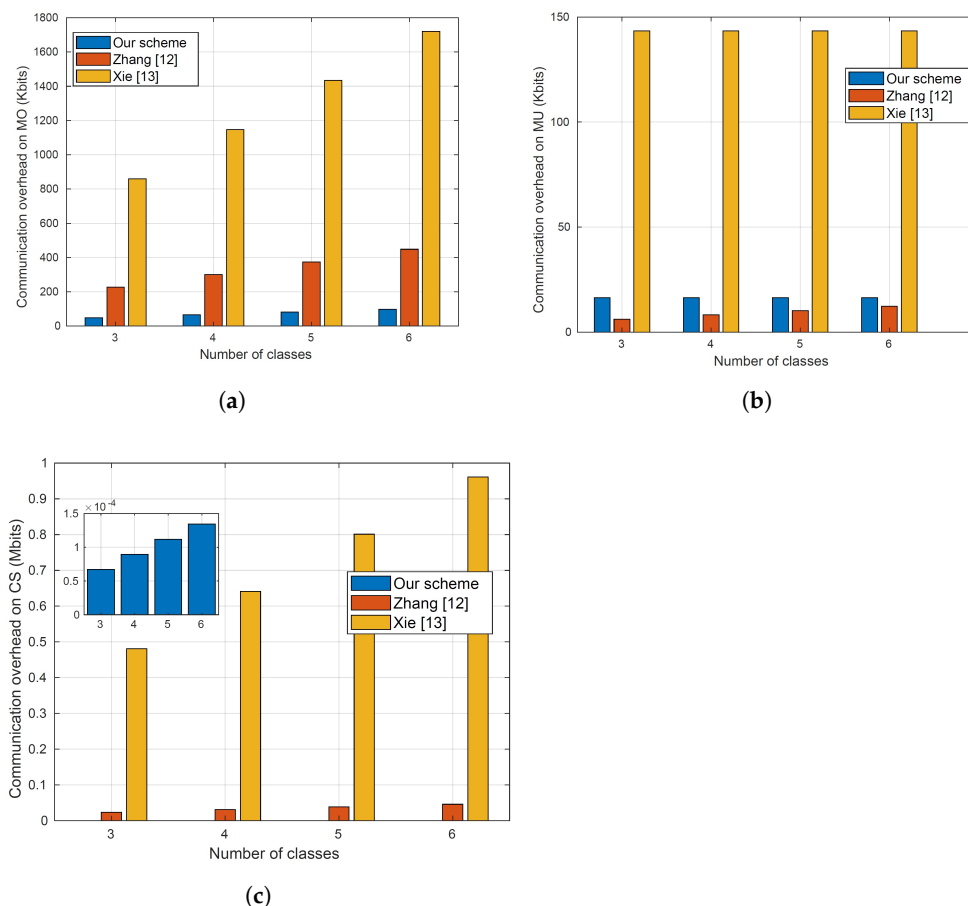 1800
1600
1400
1200
1000
800
600
400
200
0
Communication overhead on MO (Kbits)
Our scheme
Zhang [12]
Xie [13]
3 4 5 6
Number of classes
(a)
150
100
50
0
Communication overhead on MU (Kbits)
Our scheme
Zhang [12]
Xie [13]
3 4 5 6
Number of classes
(b)
1
0.9
0.8
0.7
0.6
0.5
0.4
0.3
0.2
0.1
0
Communication overhead on CS (Mbits)
× 10⁻⁴
1.5
1
0.5
0
3 4 5 6
Our scheme
Zhang [12]
Xie [13]
3 4 5 6
Number of classes
(c)